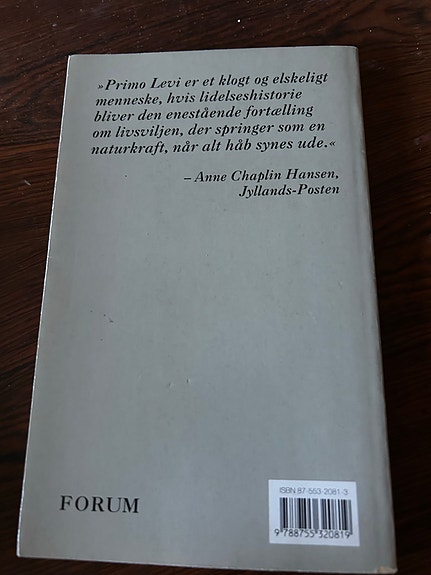 »Primo Levi er et klogt og elskeligt
menneske, hvis lidelseshistorie
bliver den enestående fortælling
om livsviljen, der springer som en
naturkraft, når alt håb synes ude.«
– Anne Chaplin Hansen,
Jyllands-Posten
FORUM
ISBN 87-553-2081-3
9 788755 320819